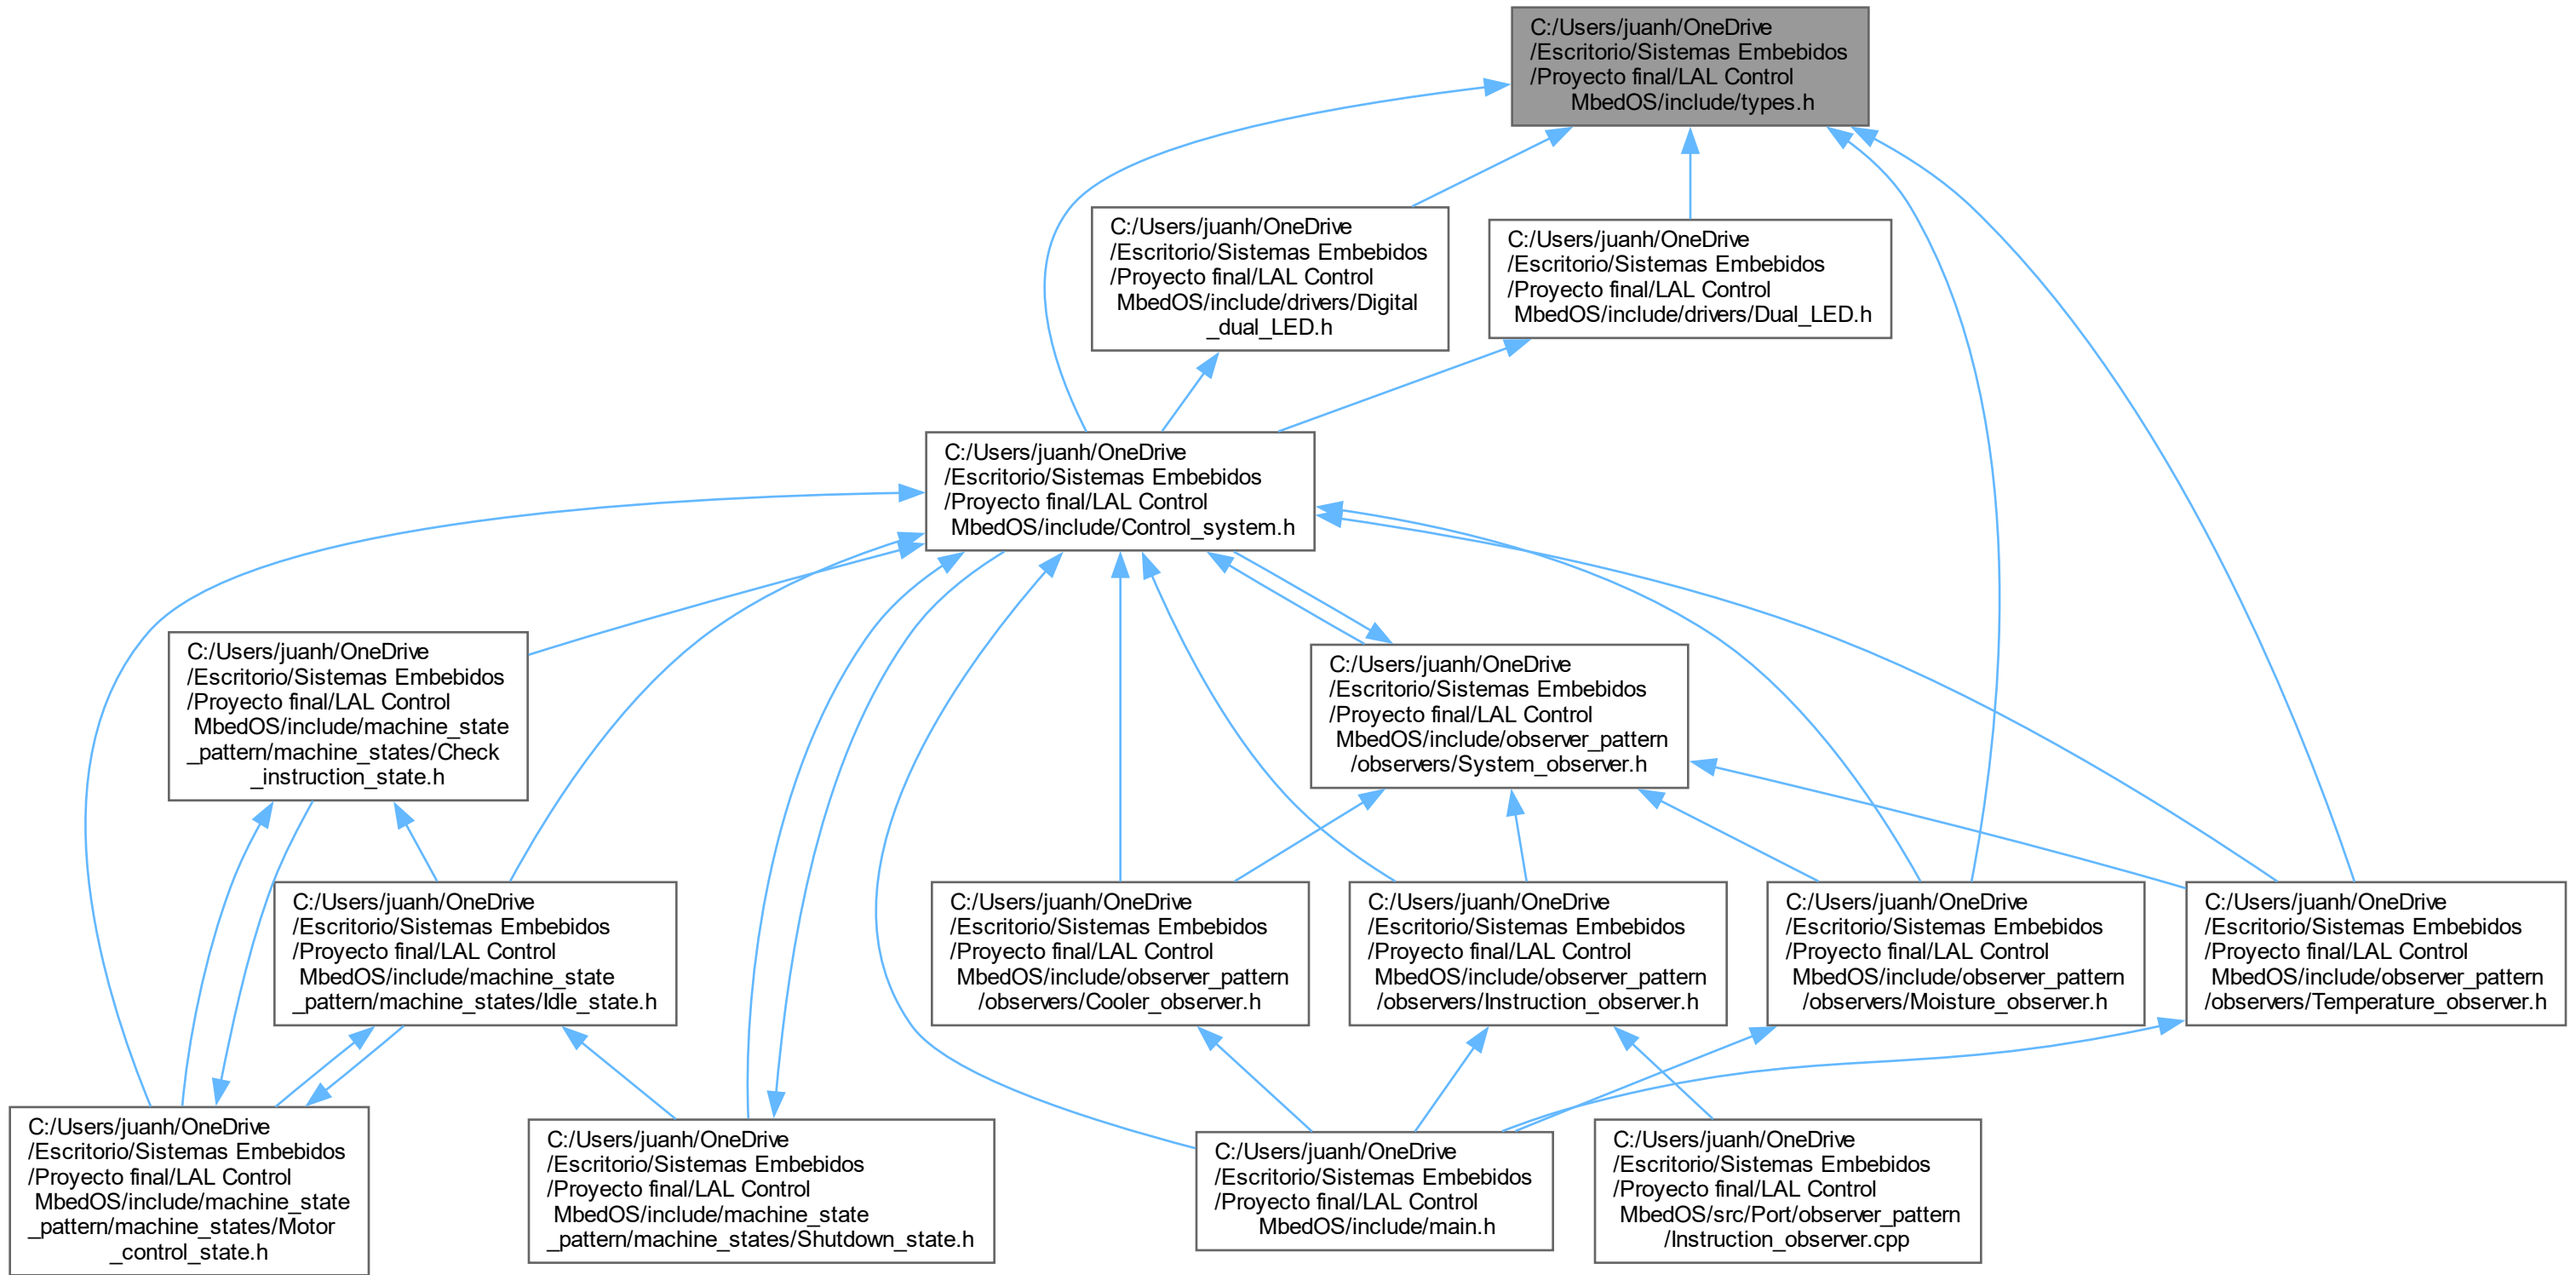 C:/Users/juanh/OneDrive
/Escritorio/Sistemas Embebidos
/Proyecto final/LAL Control
MbedOS/include/types.h
C:/Users/juanh/OneDrive
/Escritorio/Sistemas Embebidos
/Proyecto final/LAL Control
MbedOS/include/drivers/Digital
_dual_LED.h
C:/Users/juanh/OneDrive
/Escritorio/Sistemas Embebidos
/Proyecto final/LAL Control
MbedOS/include/drivers/Dual_LED.h
C:/Users/juanh/OneDrive
/Escritorio/Sistemas Embebidos
/Proyecto final/LAL Control
MbedOS/include/Control_system.h
C:/Users/juanh/OneDrive
/Escritorio/Sistemas Embebidos
/Proyecto final/LAL Control
MbedOS/include/machine_state
_pattern/machine_states/Check
_instruction_state.h
C:/Users/juanh/OneDrive
/Escritorio/Sistemas Embebidos
/Proyecto final/LAL Control
MbedOS/include/observer_pattern
/observers/System_observer.h
C:/Users/juanh/OneDrive
/Escritorio/Sistemas Embebidos
/Proyecto final/LAL Control
MbedOS/include/machine_state
_pattern/machine_states/Idle_state.h
C:/Users/juanh/OneDrive
/Escritorio/Sistemas Embebidos
/Proyecto final/LAL Control
MbedOS/include/observer_pattern
/observers/Cooler_observer.h
C:/Users/juanh/OneDrive
/Escritorio/Sistemas Embebidos
/Proyecto final/LAL Control
MbedOS/include/observer_pattern
/observers/Instruction_observer.h
C:/Users/juanh/OneDrive
/Escritorio/Sistemas Embebidos
/Proyecto final/LAL Control
MbedOS/include/observer_pattern
/observers/Moisture_observer.h
C:/Users/juanh/OneDrive
/Escritorio/Sistemas Embebidos
/Proyecto final/LAL Control
MbedOS/include/observer_pattern
/observers/Temperature_observer.h
C:/Users/juanh/OneDrive
/Escritorio/Sistemas Embebidos
/Proyecto final/LAL Control
MbedOS/include/machine_state
_pattern/machine_states/Motor
_control_state.h
C:/Users/juanh/OneDrive
/Escritorio/Sistemas Embebidos
/Proyecto final/LAL Control
MbedOS/include/machine_state
_pattern/machine_states/Shutdown_state.h
C:/Users/juanh/OneDrive
/Escritorio/Sistemas Embebidos
/Proyecto final/LAL Control
MbedOS/include/main.h
C:/Users/juanh/OneDrive
/Escritorio/Sistemas Embebidos
/Proyecto final/LAL Control
MbedOS/src/Port/observer_pattern
/Instruction_observer.cpp